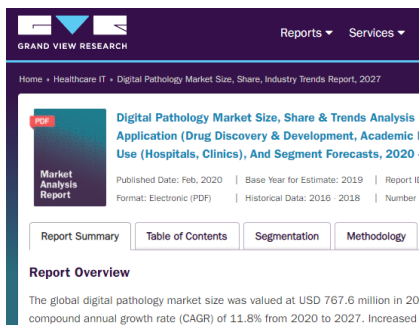 GRAND VIEW RESEARCH
Reports
Services
Home
Healthcare IT
Digital Pathology Market Size, Share, Industry Trends Report, 2027
PDF
Market
Analysis
Report
Digital Pathology Market Size, Share & Trends Analysis
Application (Drug Discovery & Development, Academic
Use (Hospitals, Clinics), And Segment Forecasts, 2020 -
Published Date: Feb, 2020 | Base Year for Estimate: 2019 | Report
Format: Electronic (PDF) | Historical Data: 2016 - 2018 | Number
Report Summary
Table of Contents
Segmentation
Methodology
Report Overview
The global digital pathology market size was valued at USD 767.6 million in 20
compound annual growth rate (CAGR) of 11.8% from 2020 to 2027. Increased